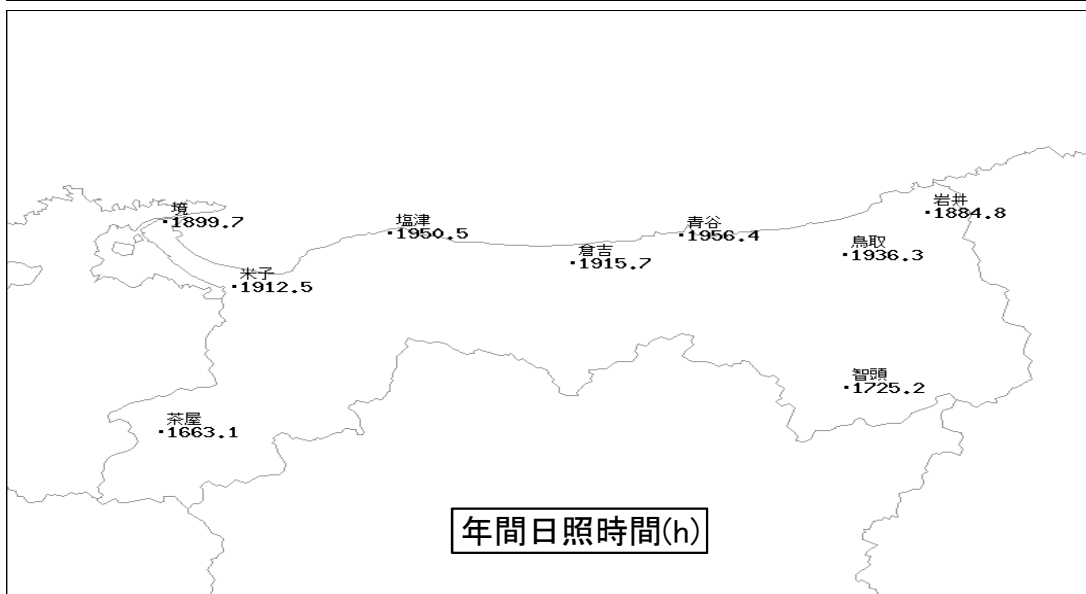 境
1899.7
塩津
1950.5
青谷
1956.4
岩井
1884.8
倉吉
1915.7
鳥取
1936.3
米子
1912.5
智頭
1725.2
茶屋
1663.1
年間日照時間(h)